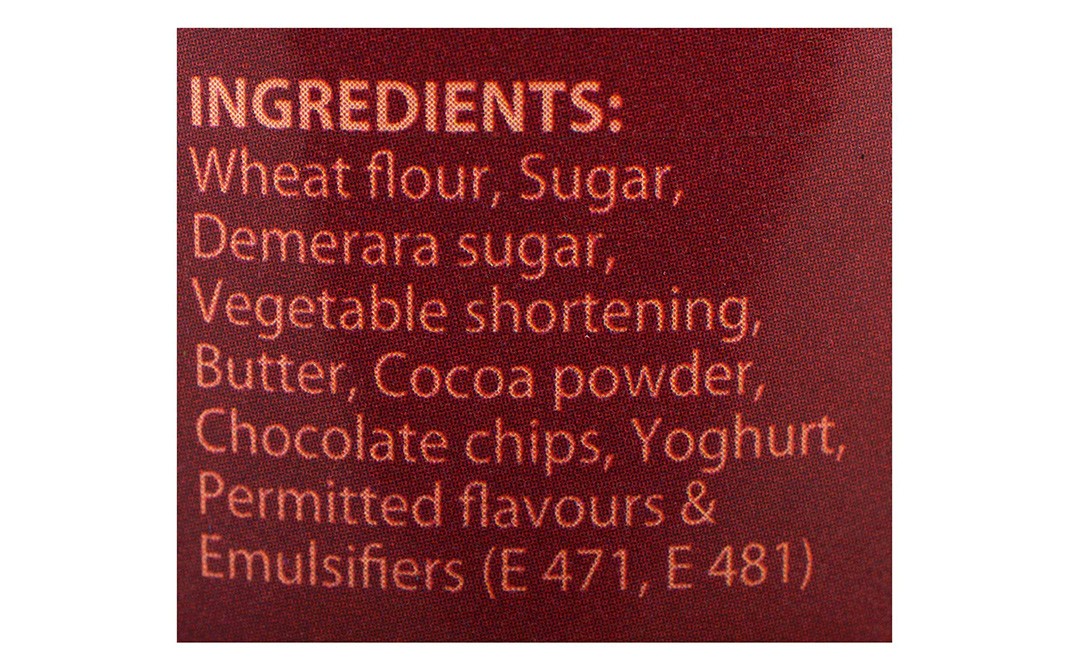 INGREDIENTS:
Wheat flour, Sugar,
Demerara sugar,
Vegetable shortening,
Butter, Cocoa powder,
Chocolate chips, Yoghurt,
Permitted flavours &
Emulsifiers (E 471, E 481)